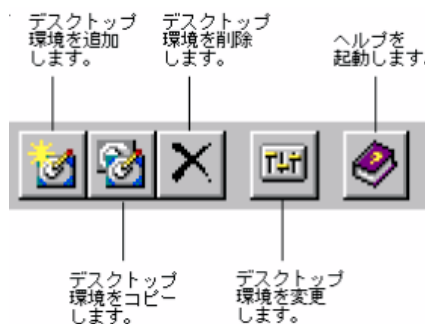 デスクトップ
環境を追加
します。
デスクトップ
環境を削除
します。
ヘルプを
起動します。
デスクトップ
環境をコピー
します。
デスクトップ
環境を変更
します。